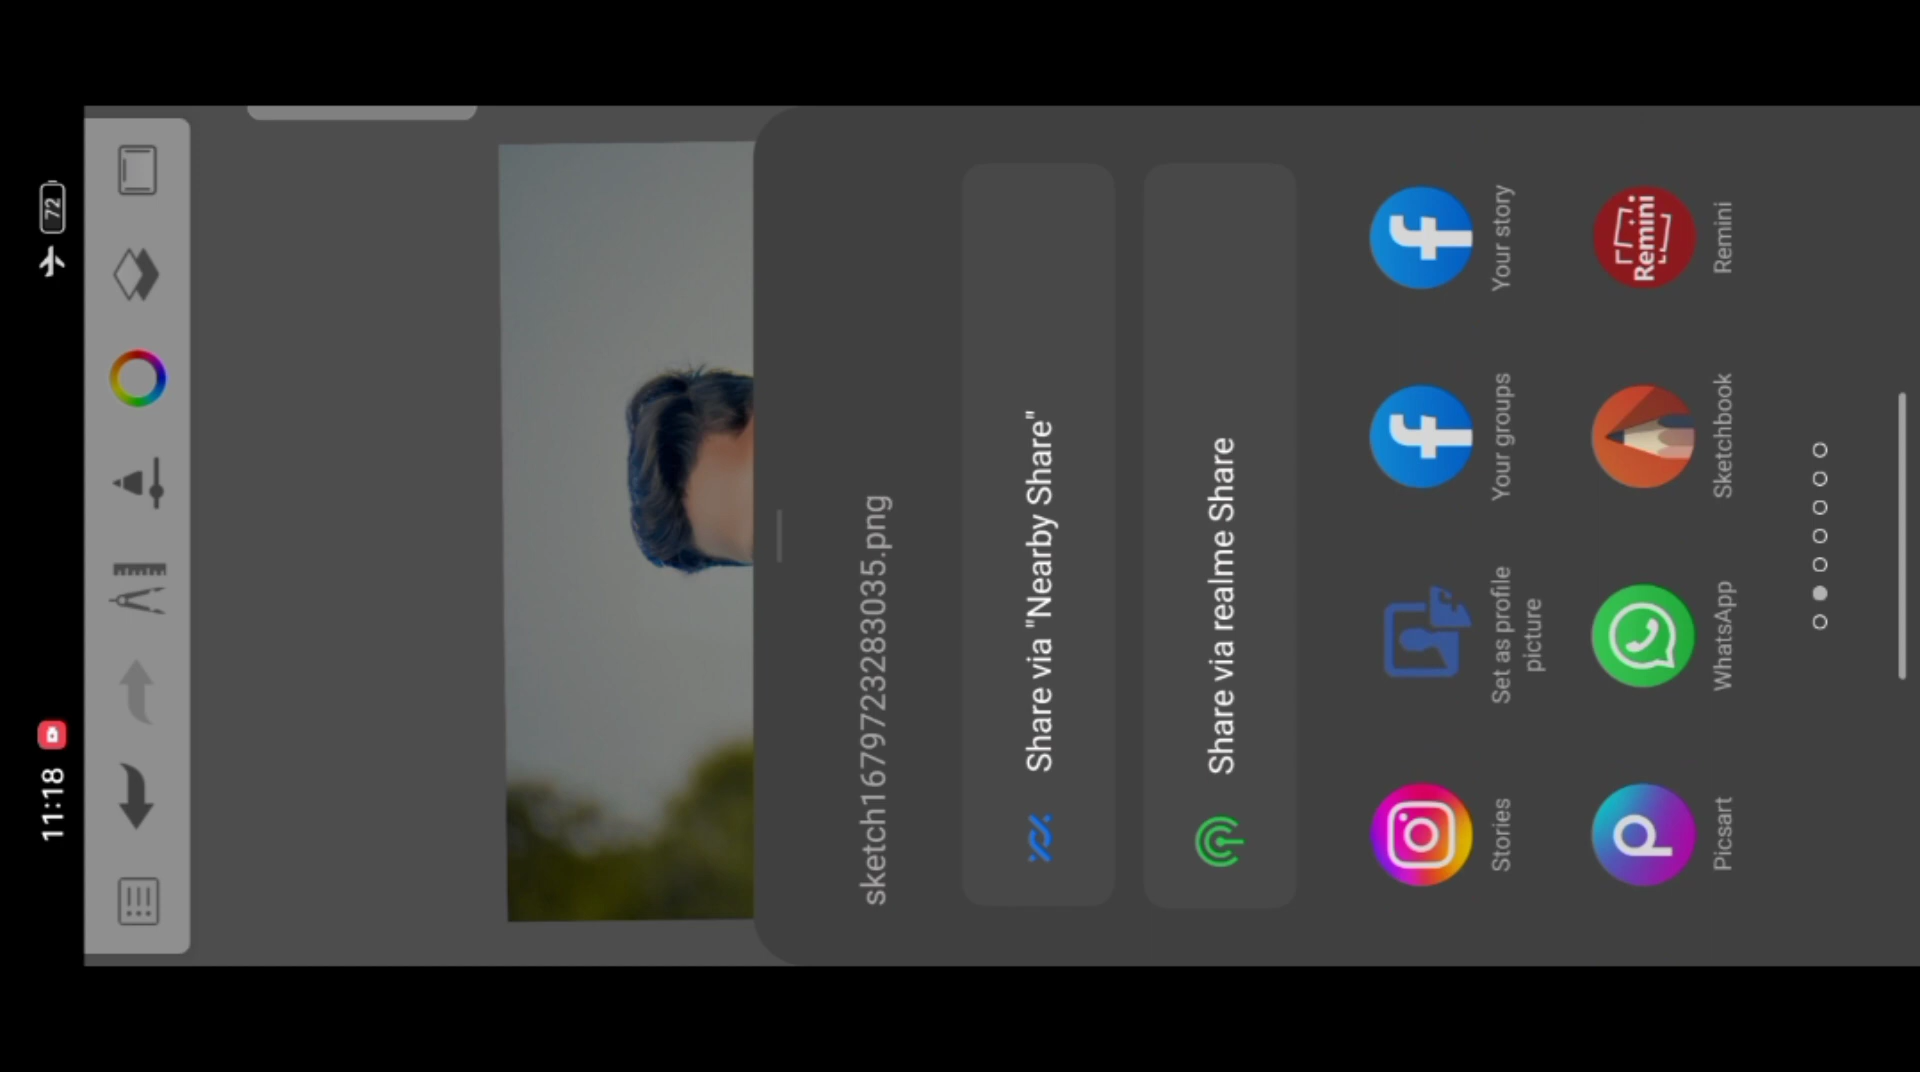 11:18
72
sketch1679723283035.png
Share via "Nearby Share"
Share via realme Share
Stories
Set as profile
picture
Your groups
Your story
Picsart
WhatsApp
Sketchbook
Remini
Remini